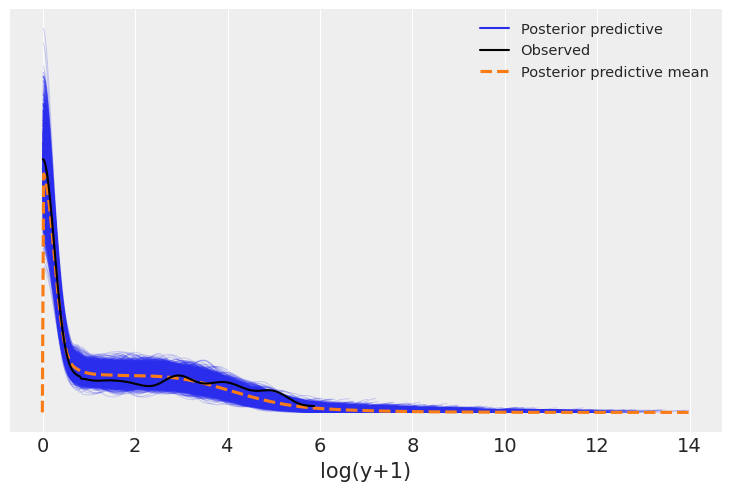 Posterior predictive
Observed
Posterior predictive mean
0 2 4 6 8 10 12 14
log(y+1)